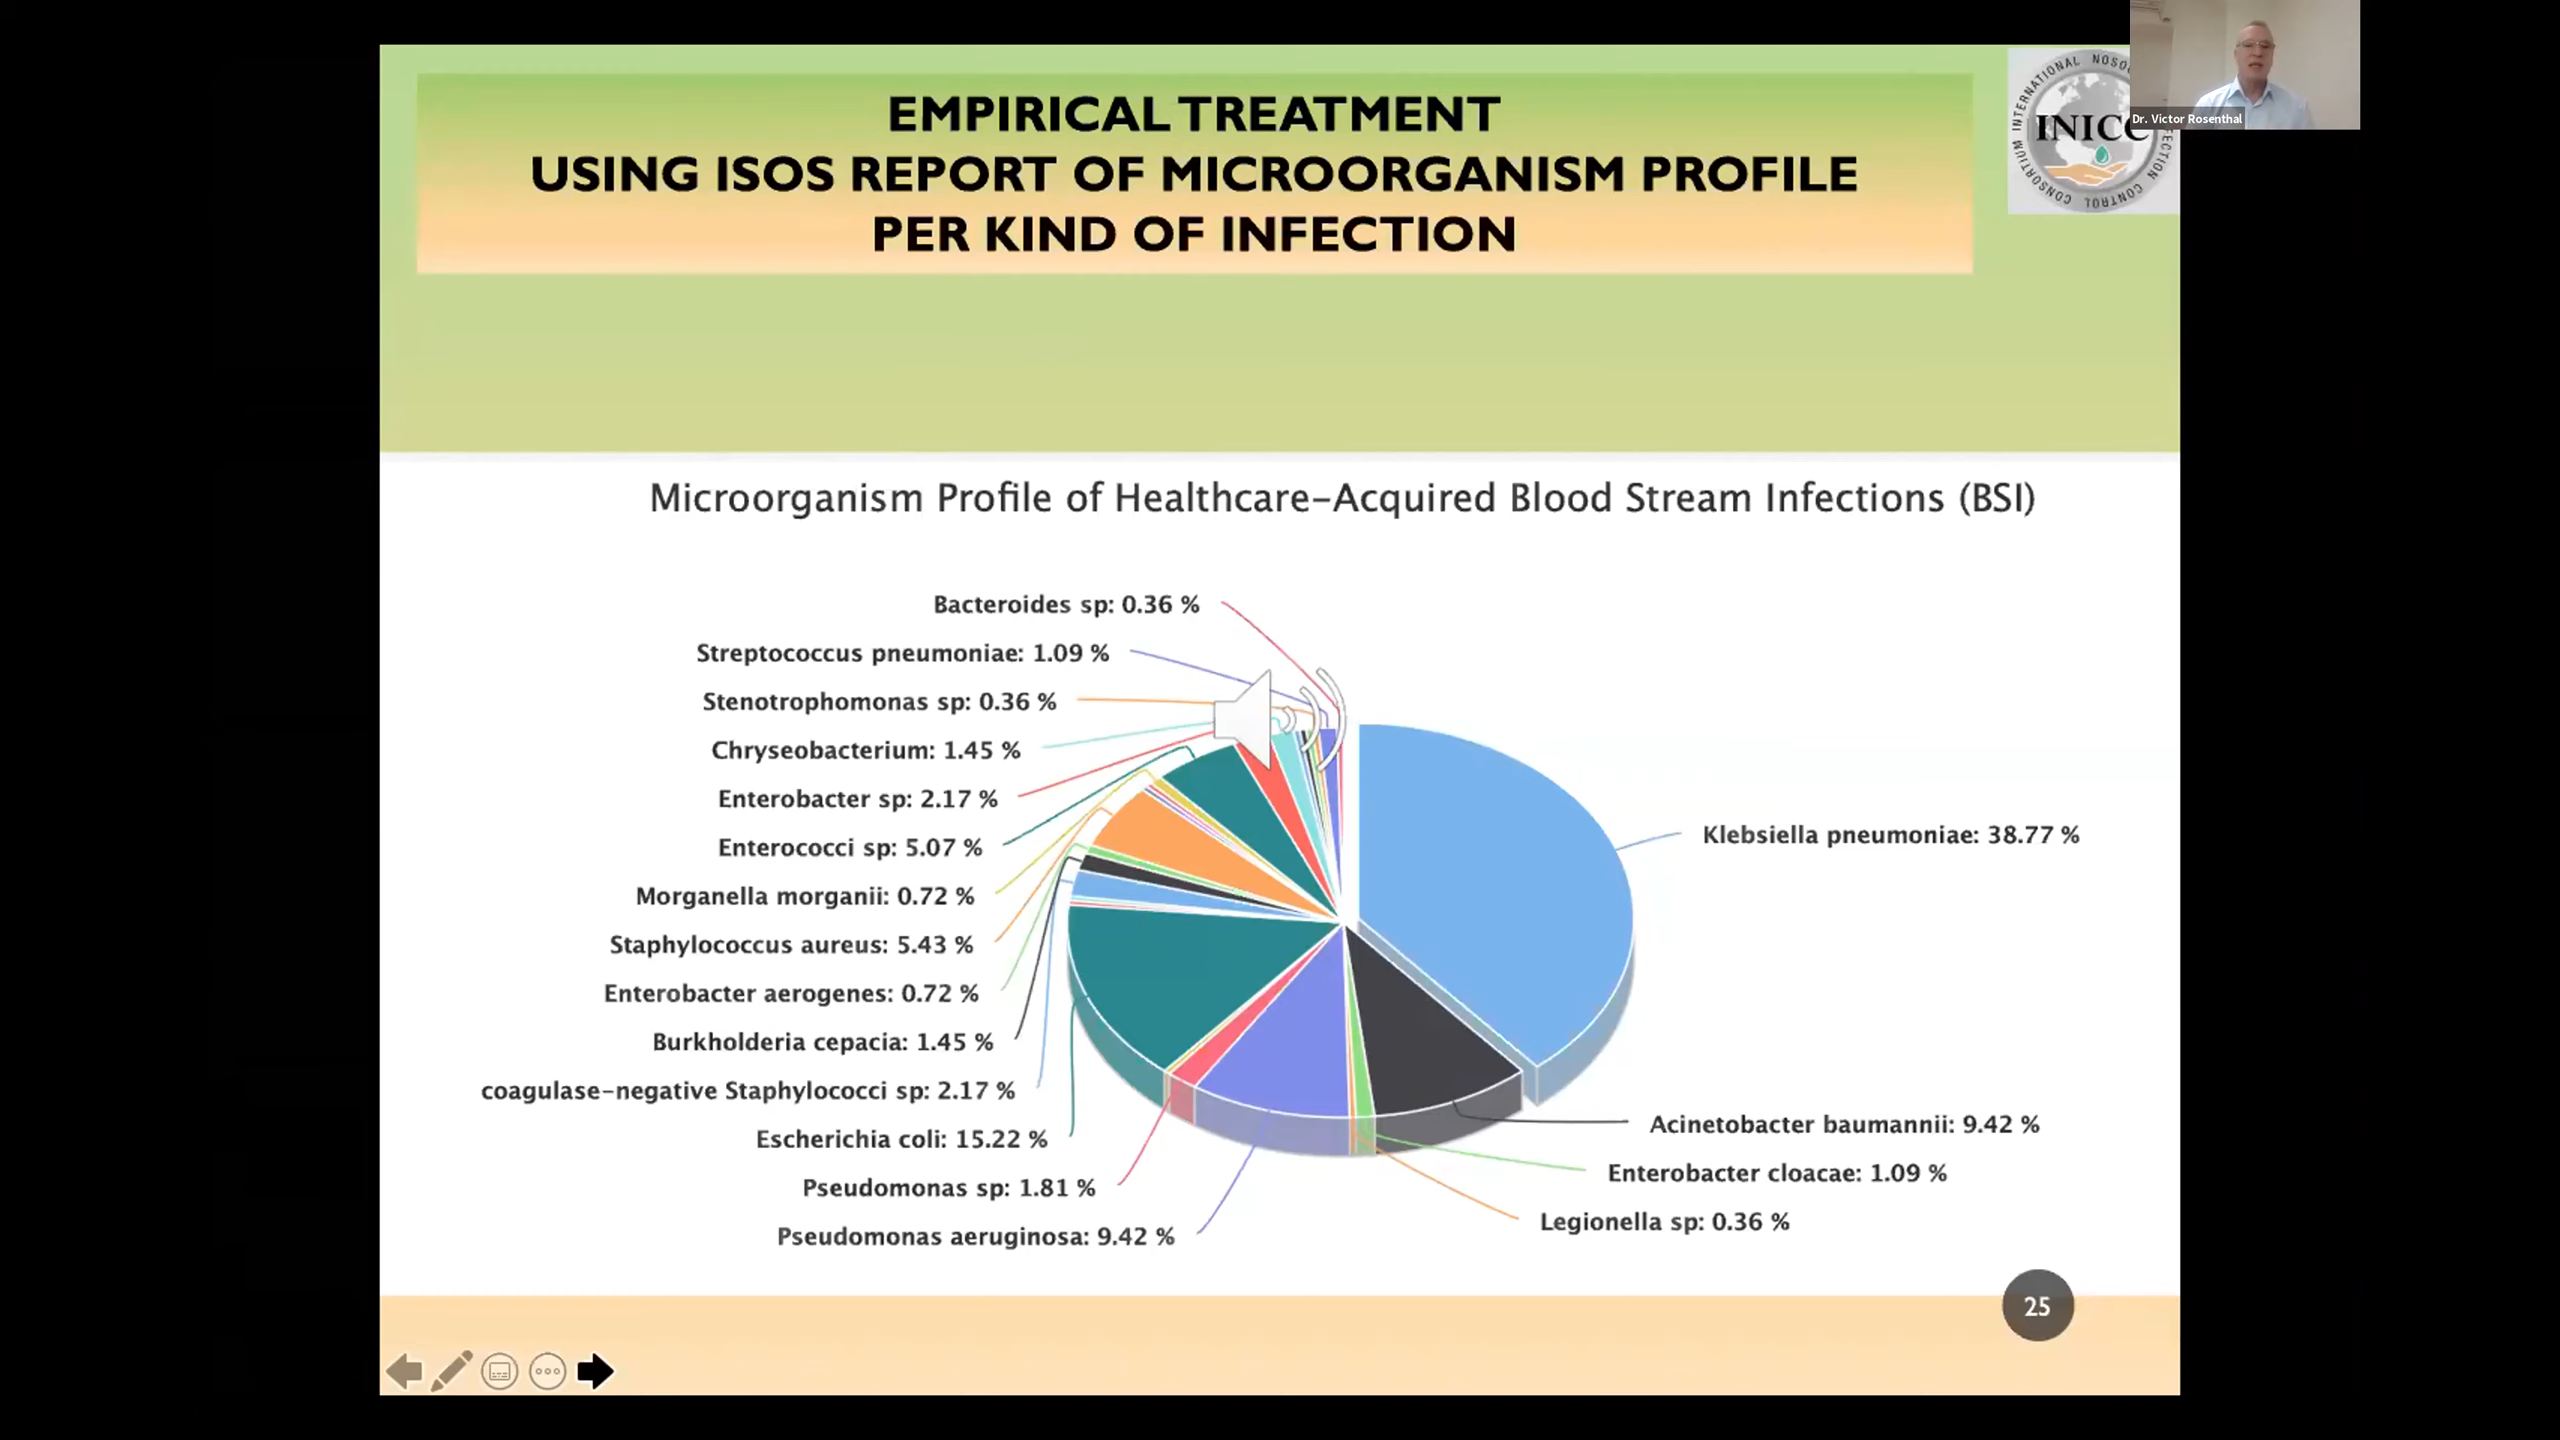 EMPIRICAL TREATMENT
USING ISOS REPORT OF MICROORGANISM PROFILE
PER KIND OF INFECTION
INTERNATIONAL
CONSORTIUM
CONTROL
Dr. Victor Rosenthal
Microorganism Profile of Healthcare-Acquired Blood Stream Infections (BSI)
Bacteroides sp: 0.36 %
Streptococcus pneumoniae: 1.09 %
Stenotrophomonas sp: 0.36 %
Chryseobacterium: 1.45 %
Enterobacter sp: 2.17 %
Enterococci sp: 5.07 %
Morganella morganii: 0.72 %
Staphylococcus aureus: 5.43 %
Enterobacter aerogenes: 0.72 %
Burkholderia cepacia: 1.45 %
coagulase-negative Staphylococci sp: 2.17 %
Escherichia coli: 15.22 %
Pseudomonas sp: 1.81 %
Pseudomonas aeruginosa: 9.42 %
Klebsiella pneumoniae: 38.77 %
Acinetobacter baumannii: 9.42 %
Enterobacter cloacae: 1.09 %
Legionella sp: 0.36 %
25